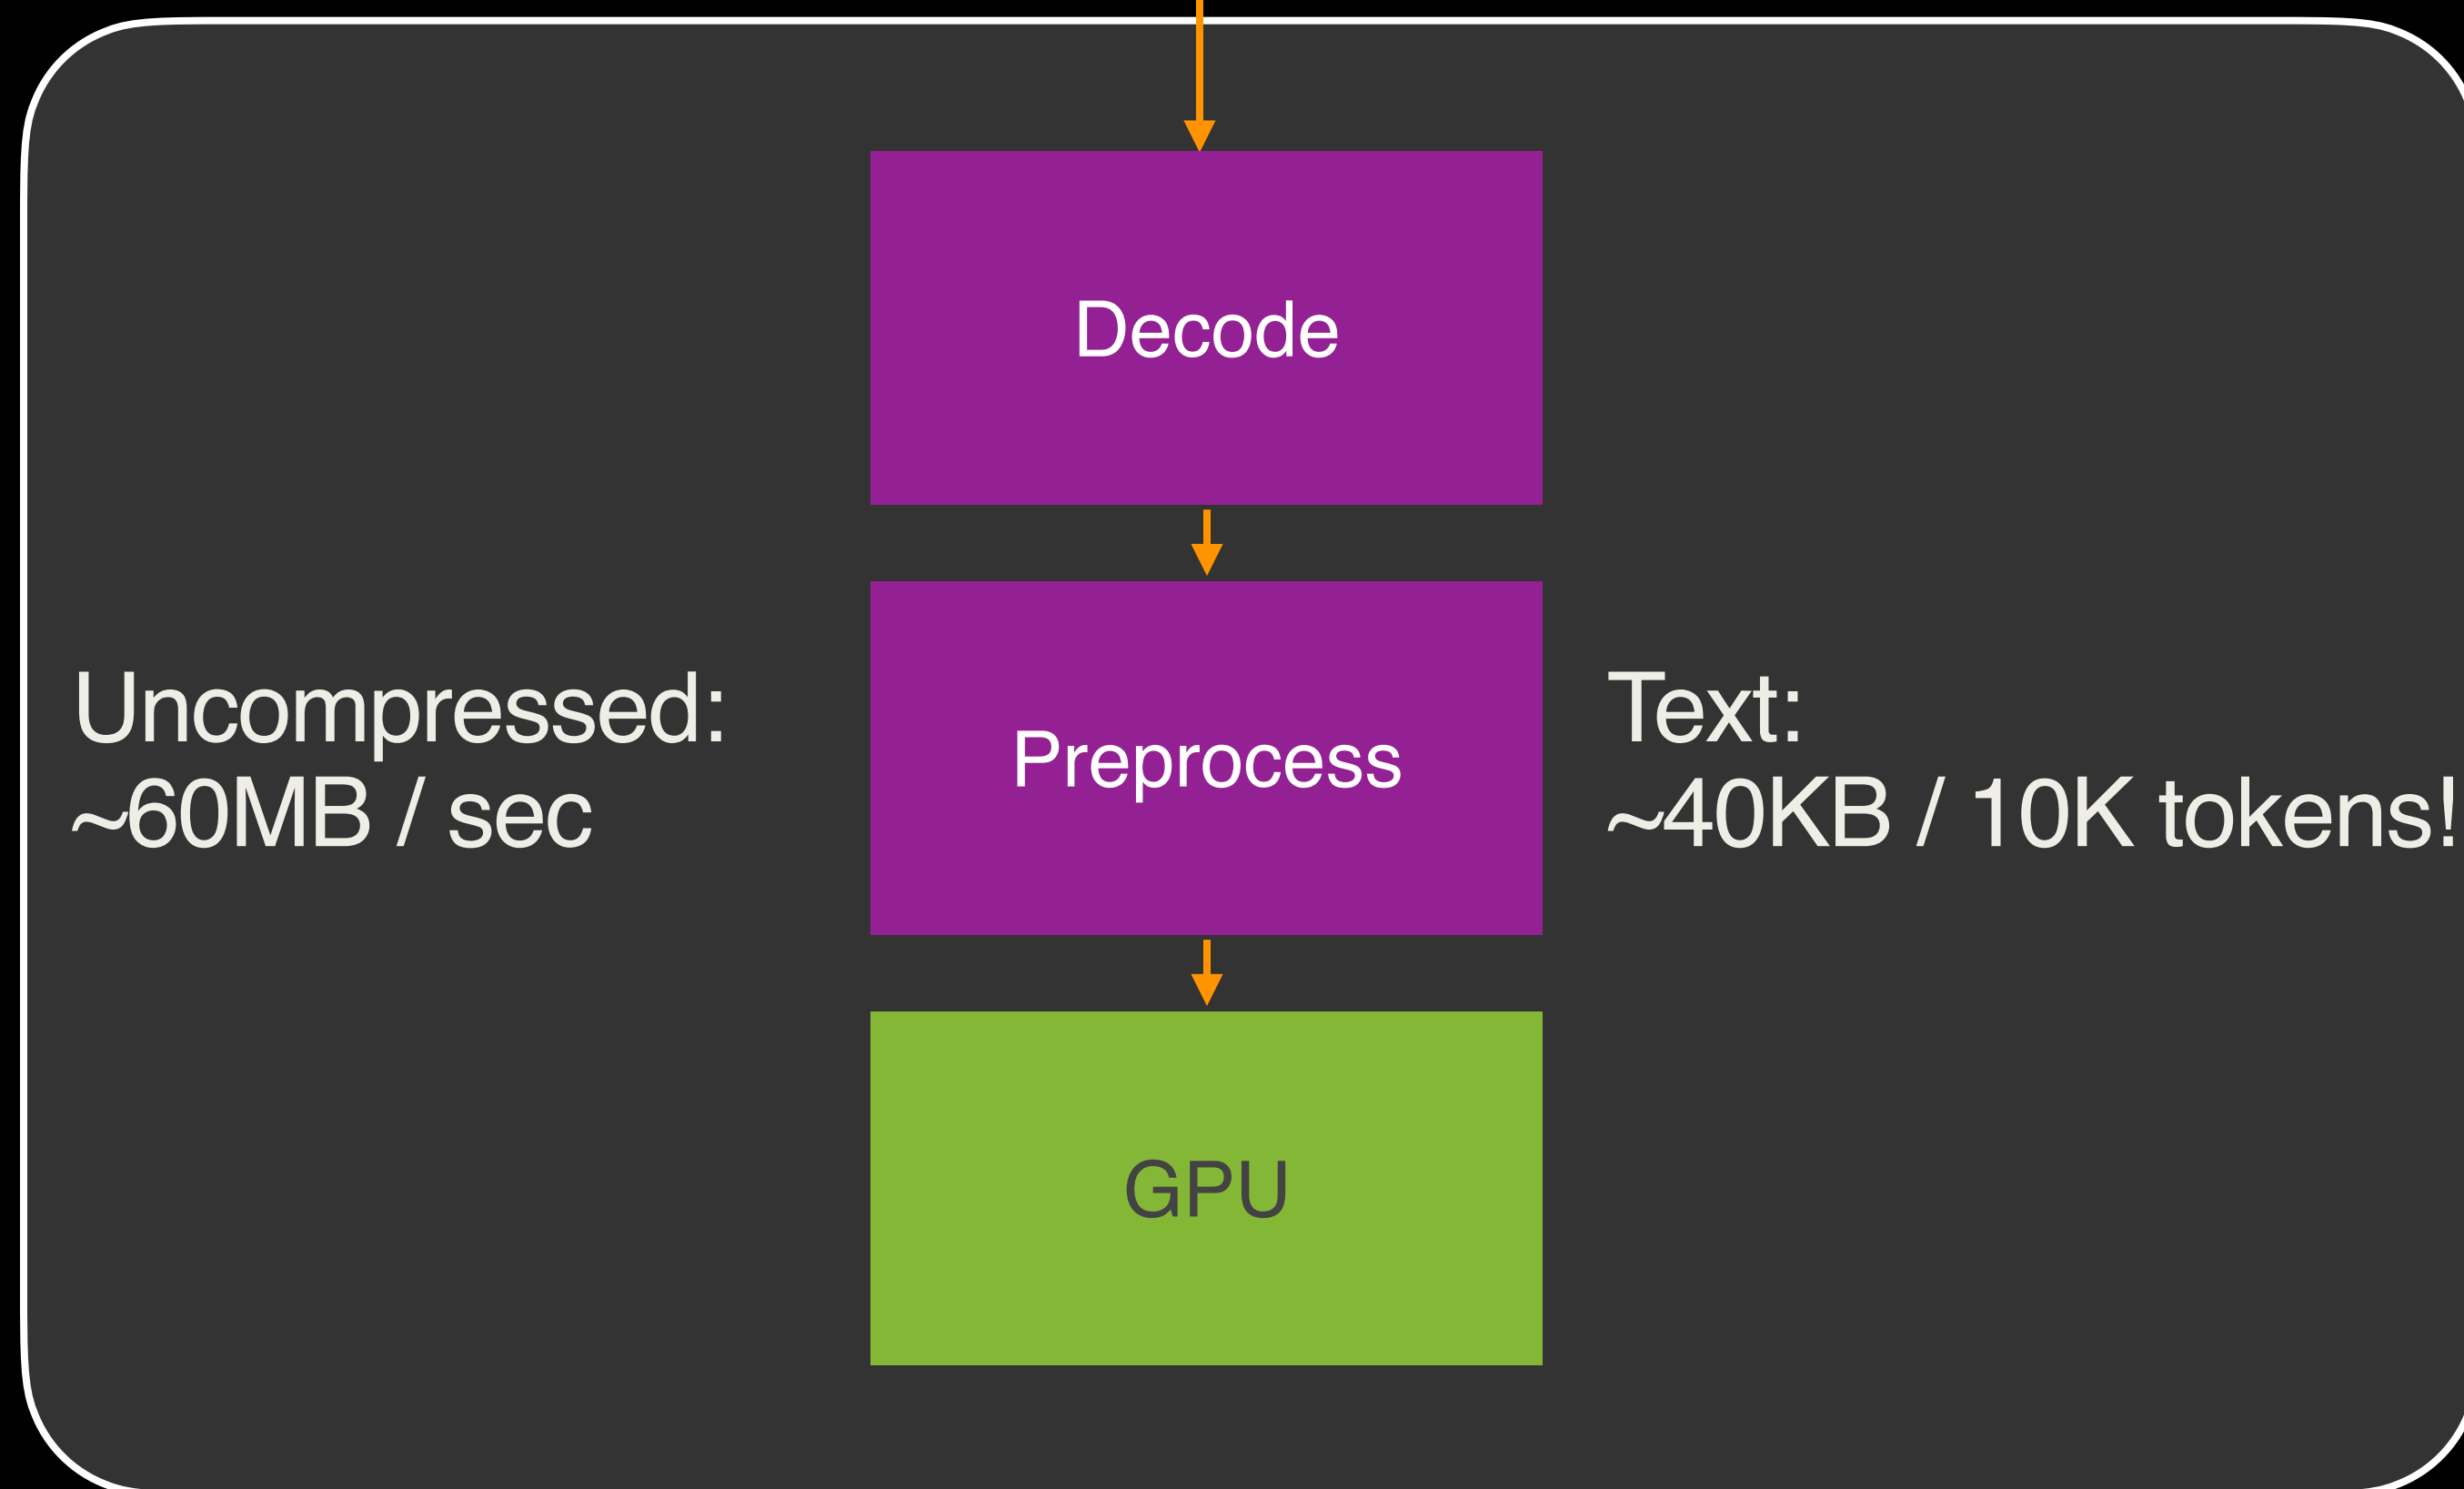 Decode
Uncompressed:
~60MB / sec
Preprocess
Text:
~40KB / 10K tokens!
GPU